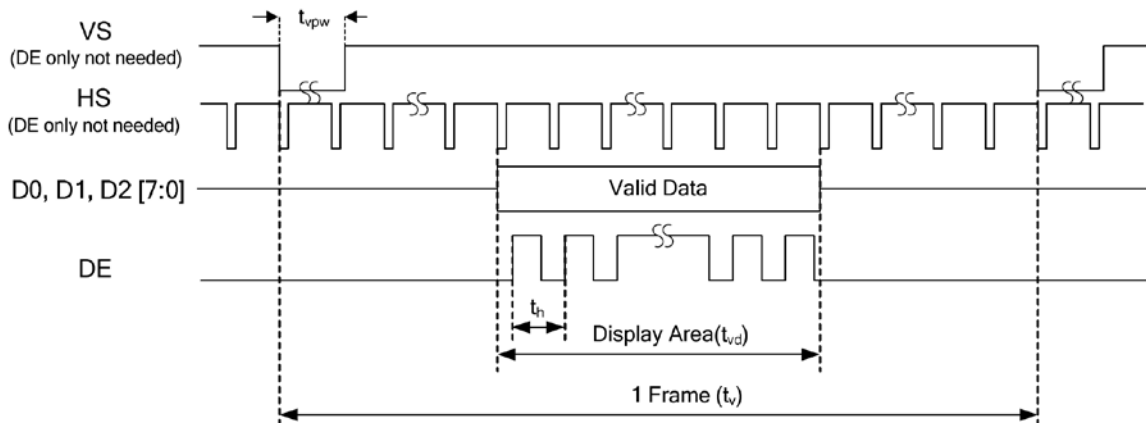 t_vpw
VS
(DE only not needed)
HS
(DE only not needed)
D0, D1, D2 [7:0]
Valid Data
DE
t_h
Display Area(t_vd)
1 Frame (t_v)